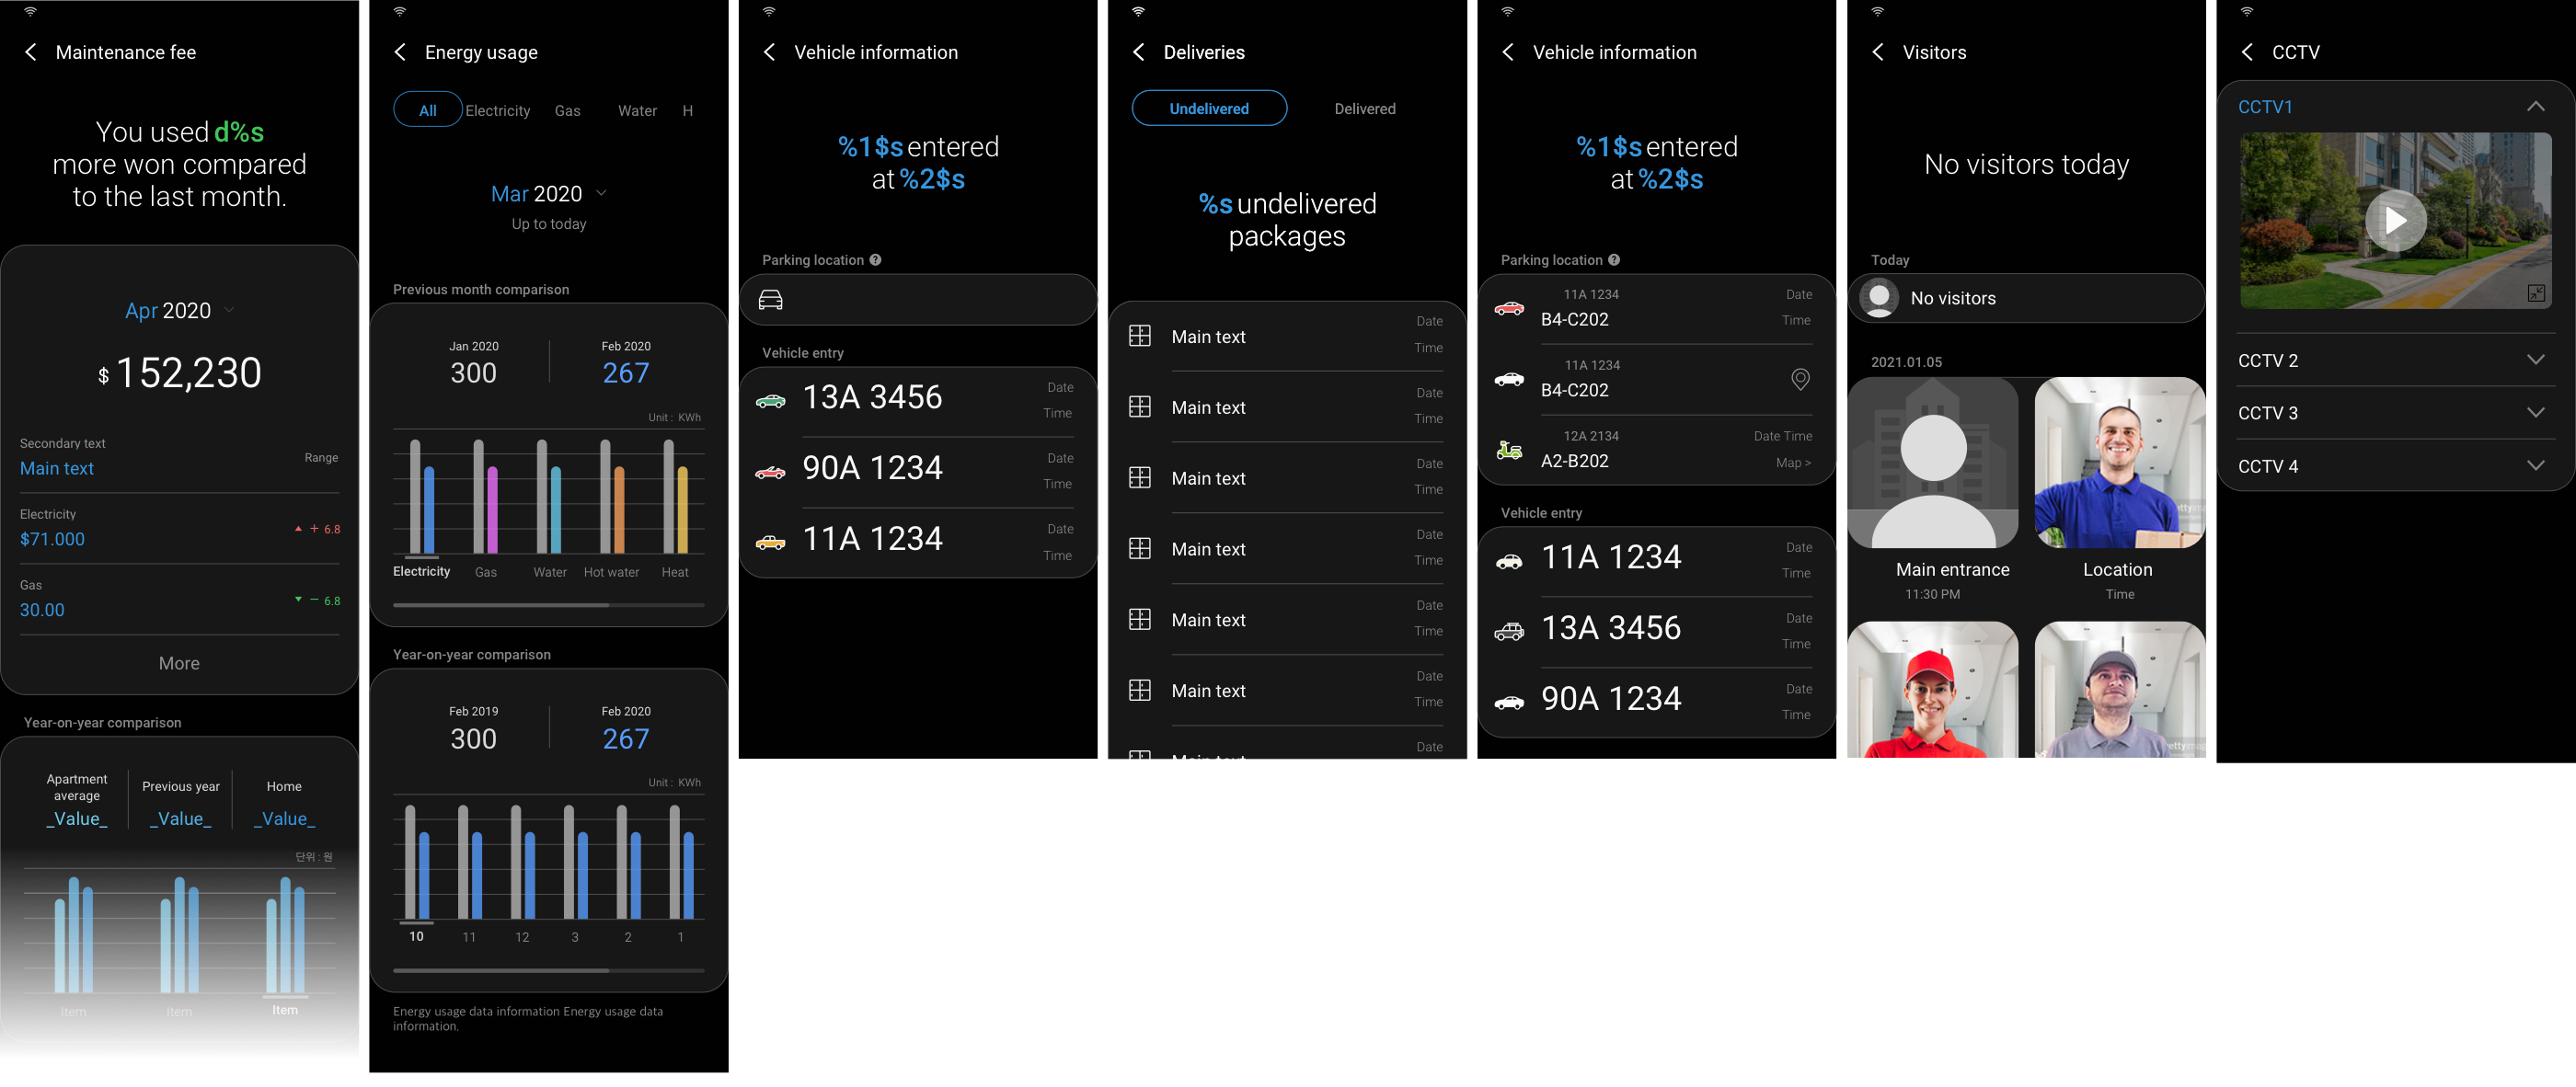 Maintenance fee
You used d%s
more won compared
to the last month.
Apr 2020
$ 152,230
Secondary text
Main text
Range
Electricity
$71.000
+ 6.8
Gas
30.00
− 6.8
More
Year-on-year comparison
Apartment
average
_Value_
Previous year
_Value_
Home
_Value_
단위 : 원
Item
Item
Item
Energy usage
All Electricity Gas Water H
Mar 2020
Up to today
Previous month comparison
Jan 2020
300
Feb 2020
267
Unit : KWh
Electricity Gas Water Hot water Heat
Year-on-year comparison
Feb 2019
300
Feb 2020
267
Unit : KWh
10 11 12 3 2 1
Energy usage data information Energy usage data
information.
Vehicle information
%1$s entered
at %2$s
Parking location ?
Vehicle entry
13A 3456
Date
Time
90A 1234
Date
Time
11A 1234
Date
Time
Deliveries
Undelivered Delivered
%s undelivered
packages
Main text
Date
Time
Main text
Date
Time
Main text
Date
Time
Main text
Date
Time
Main text
Date
Time
Main text
Date
Time
Main text
Date
Vehicle information
%1$s entered
at %2$s
Parking location ?
11A 1234
B4-C202
Date
Time
11A 1234
B4-C202
12A 2134
A2-B202
Date Time
Map >
Vehicle entry
11A 1234
Date
Time
13A 3456
Date
Time
90A 1234
Date
Time
Visitors
No visitors today
Today
No visitors
2021.01.05
Main entrance
11:30 PM
Location
Time
CCTV
CCTV1
CCTV 2
CCTV 3
CCTV 4